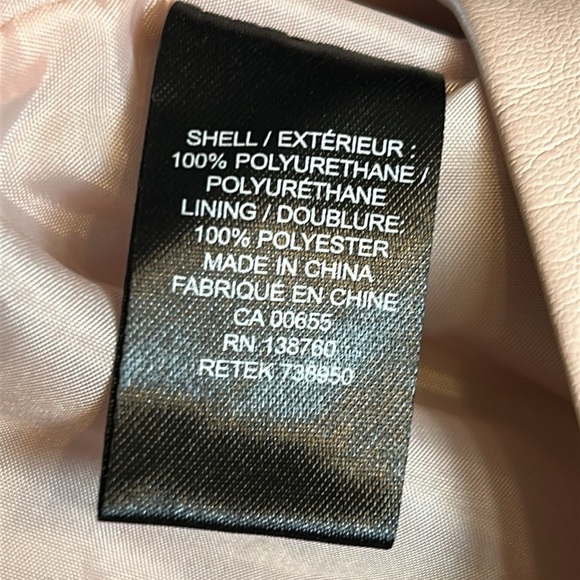 SHELL / EXTÉRIEUR :
100% POLYURETHANE /
POLYURÉTHANE
LINING / DOUBLURE
100% POLYESTER
MADE IN CHINA
FABRIQUÉ EN CHINE
CA 00655
RN 138760
RETEK